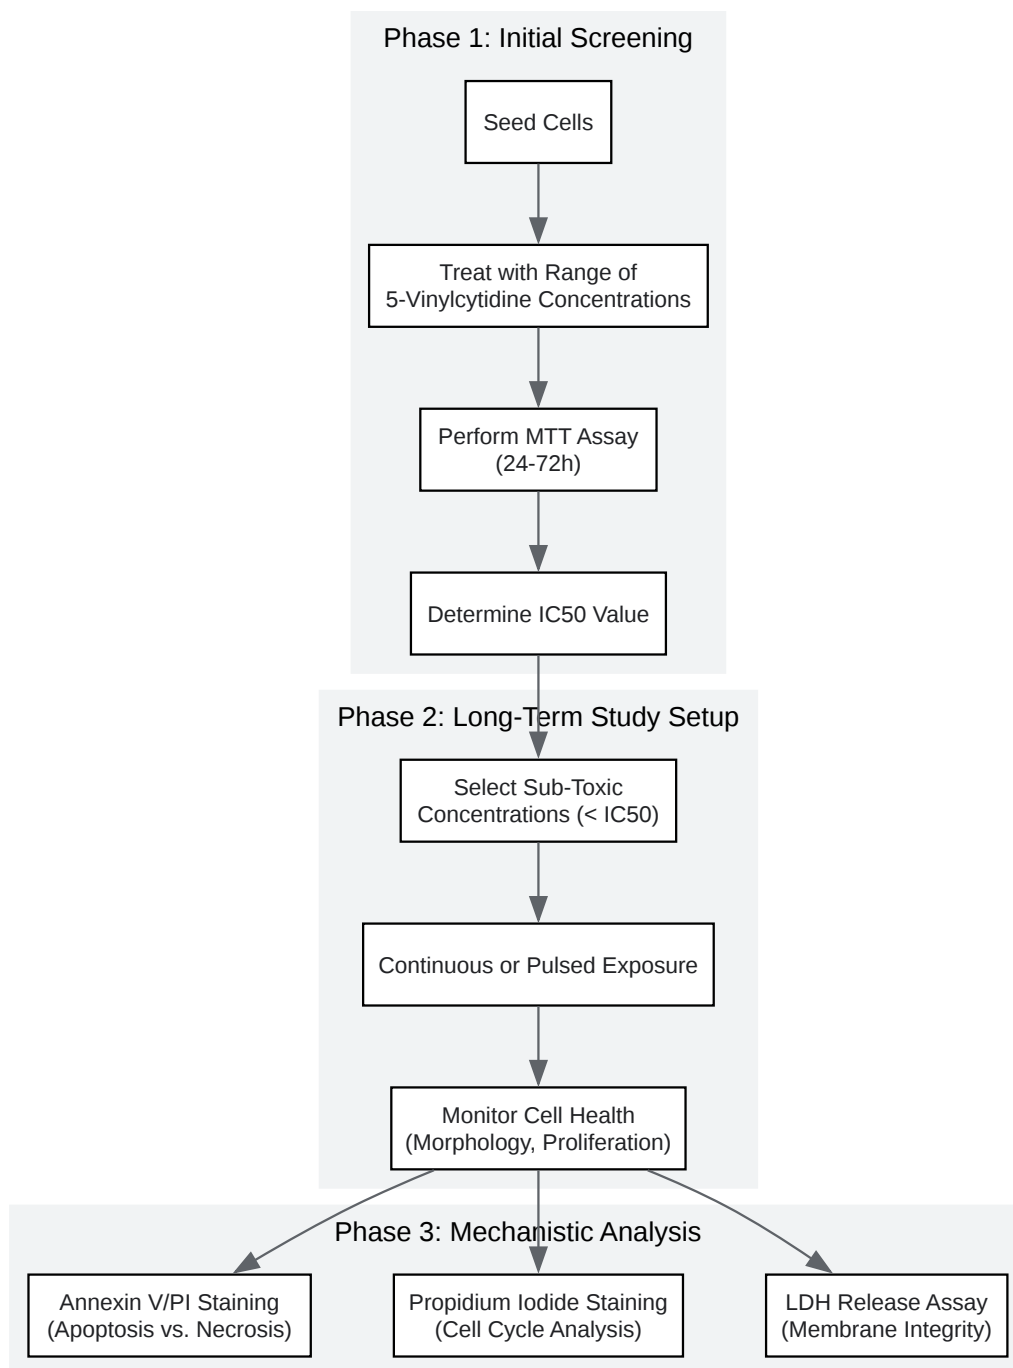 Phase 1: Initial Screening
Seed Cells
Treat with Range of
5-Vinylcytidine Concentrations
Perform MTT Assay
(24-72h)
Determine IC50 Value
Phase 2: Long-Term Study Setup
Select Sub-Toxic
Concentrations (< IC50)
Continuous or Pulsed Exposure
Monitor Cell Health
(Morphology, Proliferation)
Phase 3: Mechanistic Analysis
Annexin V/PI Staining
(Apoptosis vs. Necrosis)
Propidium Iodide Staining
(Cell Cycle Analysis)
LDH Release Assay
(Membrane Integrity)